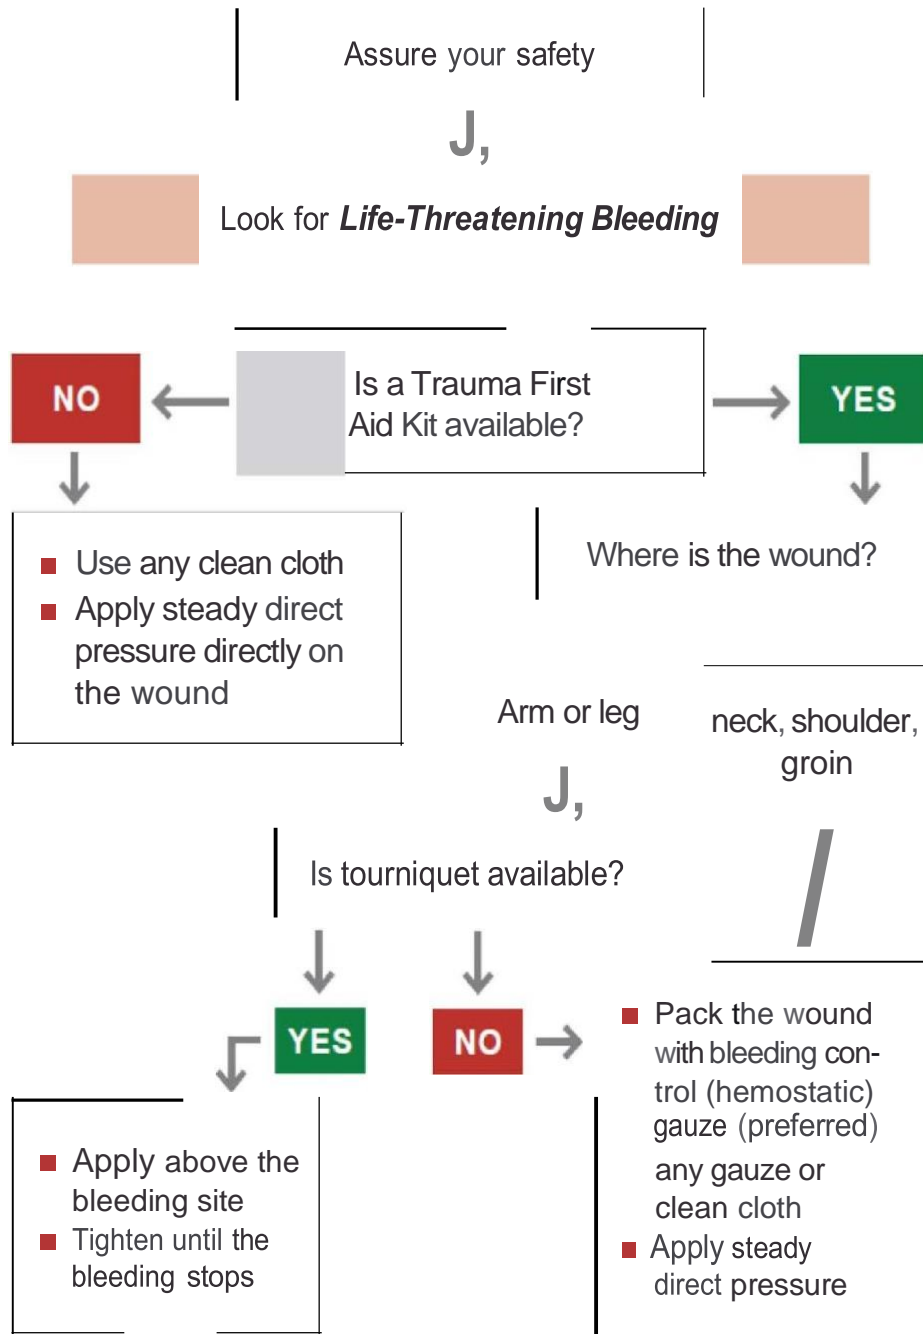 Assure your safety
J,
Look for Life-Threatening Bleeding
NO
Is a Trauma First
Aid Kit available?
YES
Use any clean cloth
Apply steady direct
pressure directly on
the wound
Where is the wound?
Arm or leg
J,
neck, shoulder,
groin
/
Is tourniquet available?
YES
NO
Apply above the
bleeding site
Tighten until the
bleeding stops
Pack the wound
with bleeding con-
trol (hemostatic)
gauze (preferred)
any gauze or
clean cloth
Apply steady
direct pressure